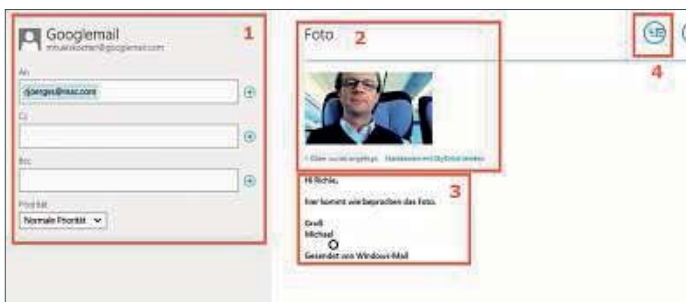 Googlemail
1
An
djoerges@mac.com
Cc
Bcc
Priorität
Normale Priorität
Foto
2
Hi Richie,
hier kommt wie besprochen das Foto.
Gruß
Michael
Gesendet von Windows-Mail
3
4